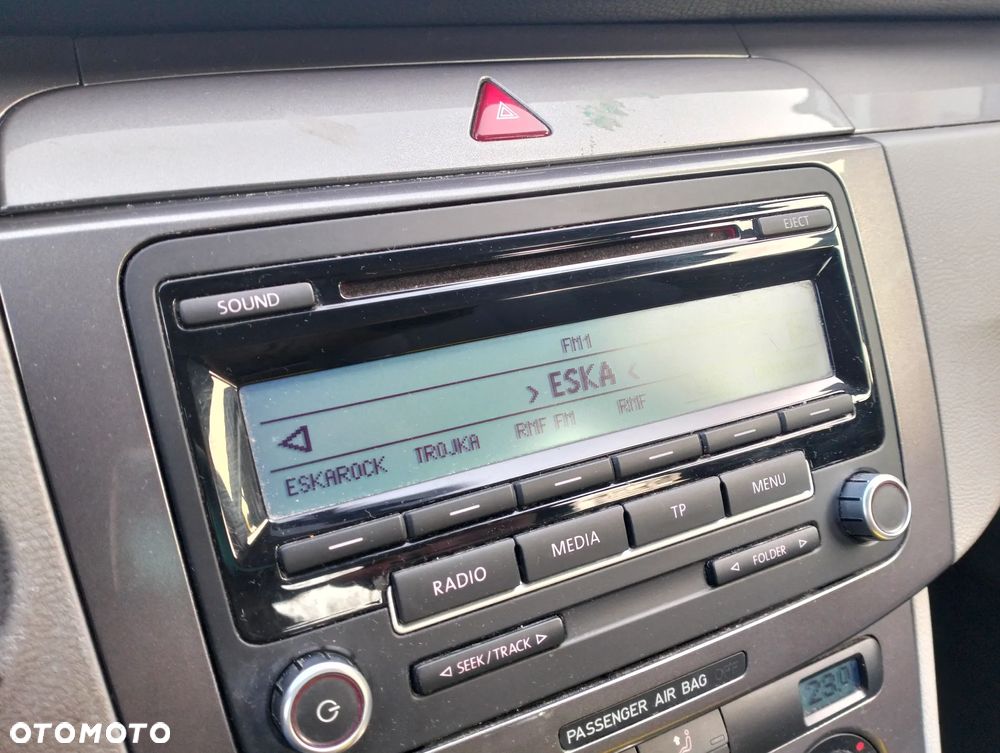 EJECT
SOUND
FM1
› ESKA ‹
ESKAROCK TROJKA RMF FM RMF
RADIO MEDIA TP MENU
SEEK/TRACK
FOLDER
PASSENGER AIR BAG OFF
OTOMOTO